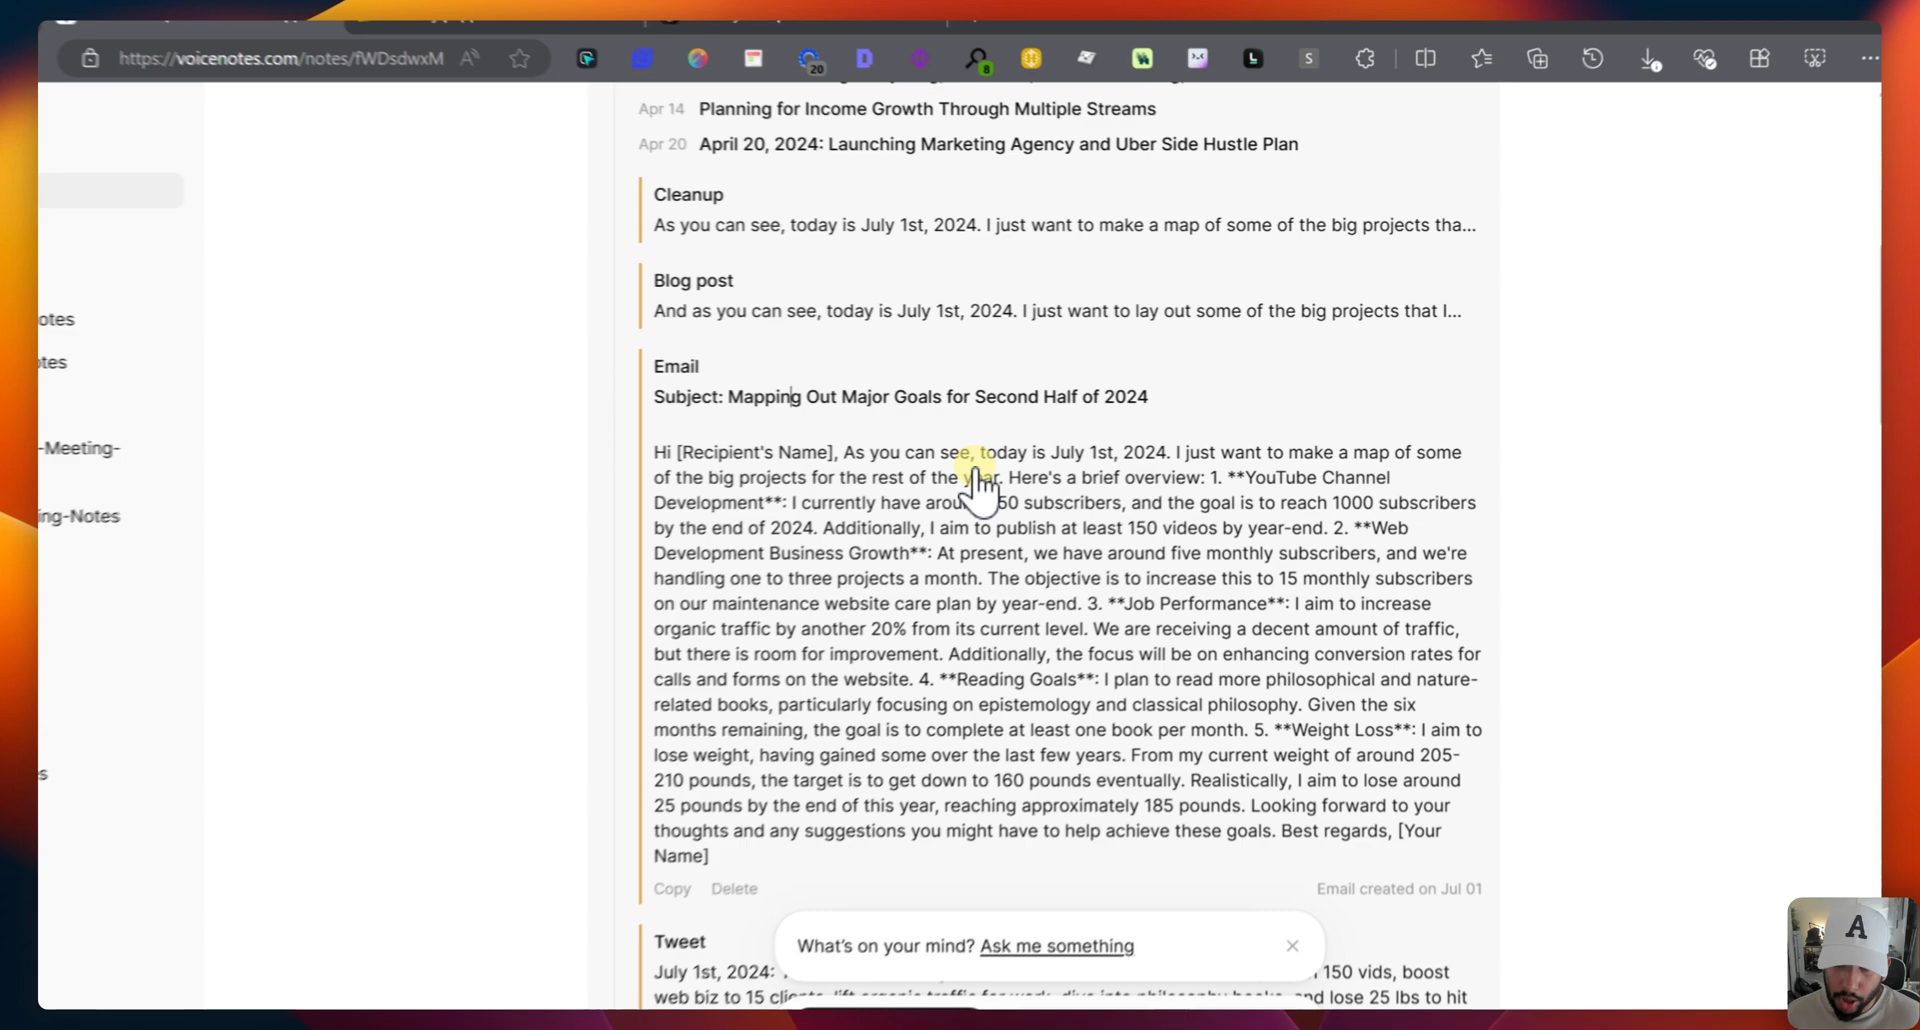 https://voicenotes.com/notes/fWDsdwxM
20
8
Apr 14 Planning for Income Growth Through Multiple Streams
Apr 20 April 20, 2024: Launching Marketing Agency and Uber Side Hustle Plan
Cleanup
As you can see, today is July 1st, 2024. I just want to make a map of some of the big projects tha...
Blog post
otes
And as you can see, today is July 1st, 2024. I just want to lay out some of the big projects that I...
tes
Email
Subject: Mapping Out Major Goals for Second Half of 2024
-Meeting-
Hi [Recipient's Name], As you can see, today is July 1st, 2024. I just want to make a map of some
of the big projects for the rest of the year. Here's a brief overview: 1. **YouTube Channel
ing-Notes
Development**: I currently have 50 subscribers, and the goal is to reach 1000 subscribers
by the end of 2024. Additionally, I aim to publish at least 150 videos by year-end. 2. **Web
Development Business Growth**: At present, we have around five monthly subscribers, and we're
handling one to three projects a month. The objective is to increase this to 15 monthly subscribers
on our maintenance website care plan by year-end. 3. **Job Performance**: I aim to increase
organic traffic by another 20% from its current level. We are receiving a decent amount of traffic,
but there is room for improvement. Additionally, the focus will be on enhancing conversion rates for
calls and forms on the website. 4. **Reading Goals**: I plan to read more philosophical and nature-
related books, particularly focusing on epistemology and classical philosophy. Given the six
months remaining, the goal is to complete at least one book per month. 5. **Weight Loss**: I aim to
lose weight, having gained some over the last few years. From my current weight of around 205-
s
210 pounds, the target is to get down to 160 pounds eventually. Realistically, I aim to lose around
25 pounds by the end of this year, reaching approximately 185 pounds. Looking forward to your
thoughts and any suggestions you might have to help achieve these goals. Best regards, [Your
Name]
Copy Delete Email created on Jul 01
Tweet
What's on your mind? Ask me something
July 1st, 2024: 150 vids, boost
web biz to 15 and lose 25 lbs to hit
A